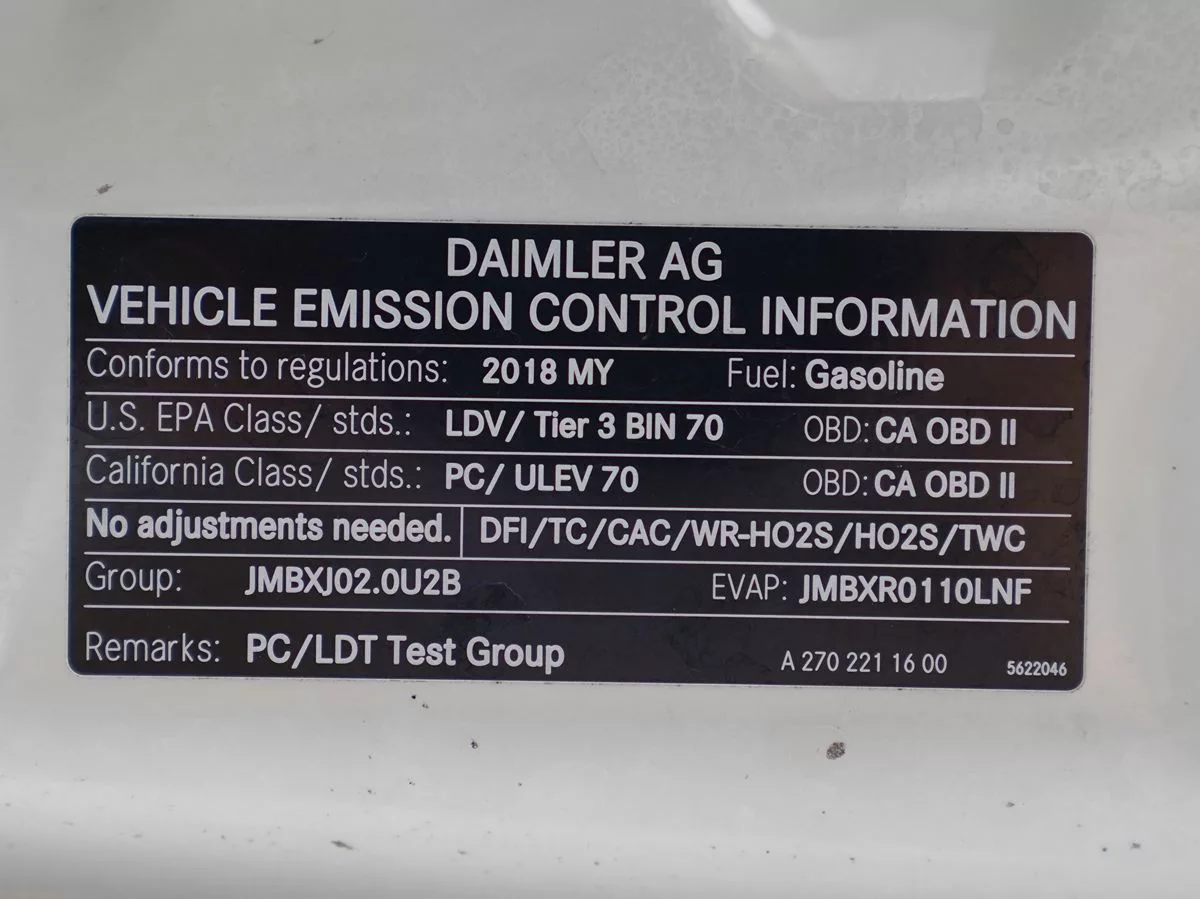 DAIMLER AG
VEHICLE EMISSION CONTROL INFORMATION
Conforms to regulations: 2018 MY Fuel: Gasoline
U.S. EPA Class/ stds.: LDV/ Tier 3 BIN 70 OBD: CA OBD II
California Class/ stds.: PC/ ULEV 70 OBD: CA OBD II
No adjustments needed. DFI/TC/CAC/WR-HO2S/HO2S/TWC
Group: JMBXJ02.0U2B EVAP: JMBXR0110LNF
Remarks: PC/LDT Test Group A 270 221 16 00 5622046